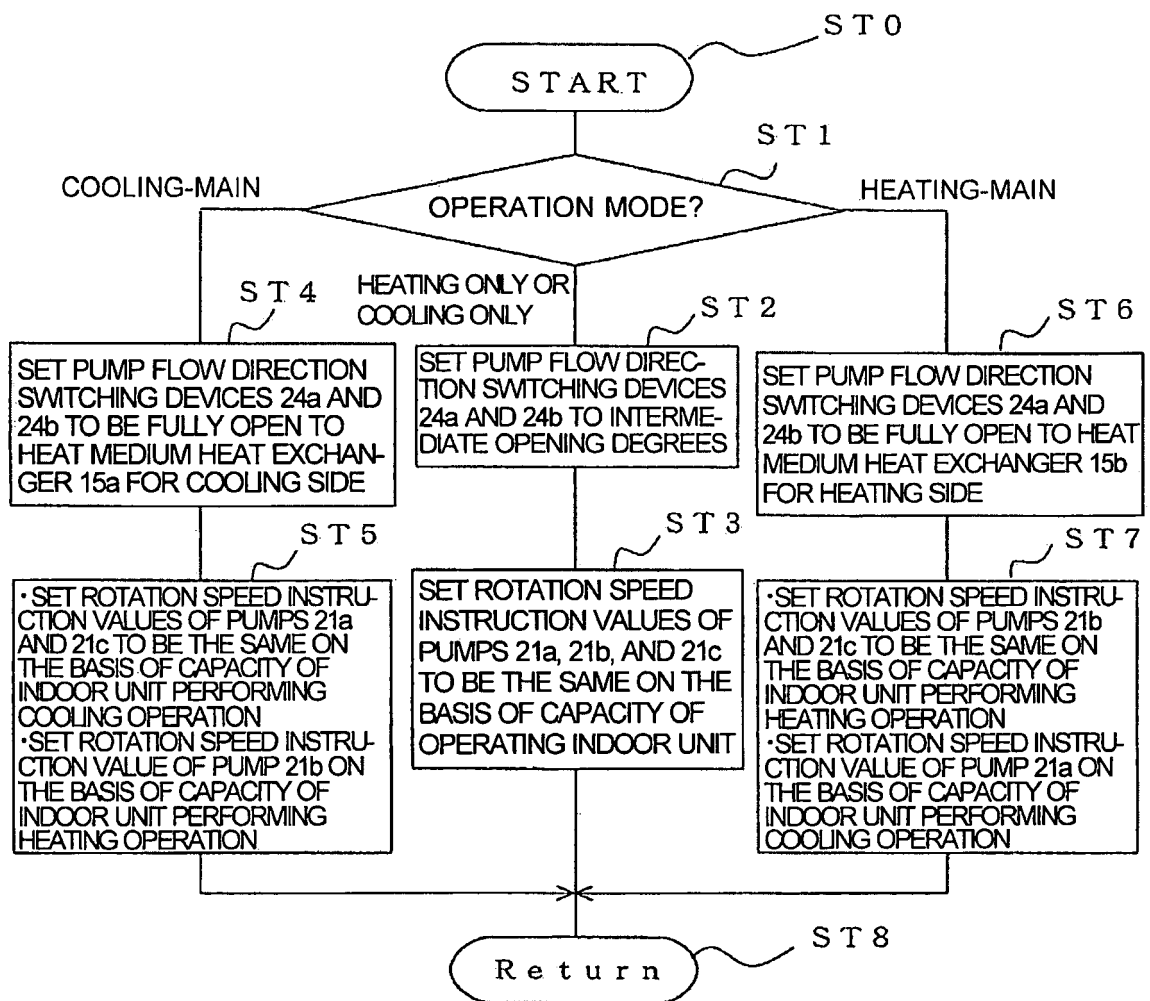 ST0
START
ST1
COOLING-MAIN
OPERATION MODE?
HEATING-MAIN
HEATING ONLY OR
COOLING ONLY
ST4
SET PUMP FLOW DIRECTION
SWITCHING DEVICES 24a AND
24b TO BE FULLY OPEN TO
HEAT MEDIUM HEAT EXCHAN-
GER 15a FOR COOLING SIDE
ST2
SET PUMP FLOW DIREC-
TION SWITCHING DEVICES
24a AND 24b TO INTERME-
DIATE OPENING DEGREES
ST6
SET PUMP FLOW DIRECTION
SWITCHING DEVICES 24a AND
24b TO BE FULLY OPEN TO HEAT
MEDIUM HEAT EXCHANGER 15b
FOR HEATING SIDE
ST5
・SET ROTATION SPEED INSTRU-
CTION VALUES OF PUMPS 21a
AND 21c TO BE THE SAME ON
THE BASIS OF CAPACITY OF
INDOOR UNIT PERFORMING
COOLING OPERATION
・SET ROTATION SPEED INSTRU-
CTION VALUE OF PUMP 21b ON
THE BASIS OF CAPACITY OF
INDOOR UNIT PERFORMING
HEATING OPERATION
ST3
SET ROTATION SPEED
INSTRUCTION VALUES OF
PUMPS 21a, 21b, AND 21c
TO BE THE SAME ON THE
BASIS OF CAPACITY OF
OPERATING INDOOR UNIT
ST7
・SET ROTATION SPEED INSTRU-
CTION VALUES OF PUMPS 21b
AND 21c TO BE THE SAME ON
THE BASIS OF CAPACITY OF
INDOOR UNIT PERFORMING
HEATING OPERATION
・SET ROTATION SPEED INSTRU-
CTION VALUE OF PUMP 21a ON
THE BASIS OF CAPACITY OF
INDOOR UNIT PERFORMING
COOLING OPERATION
ST8
Return